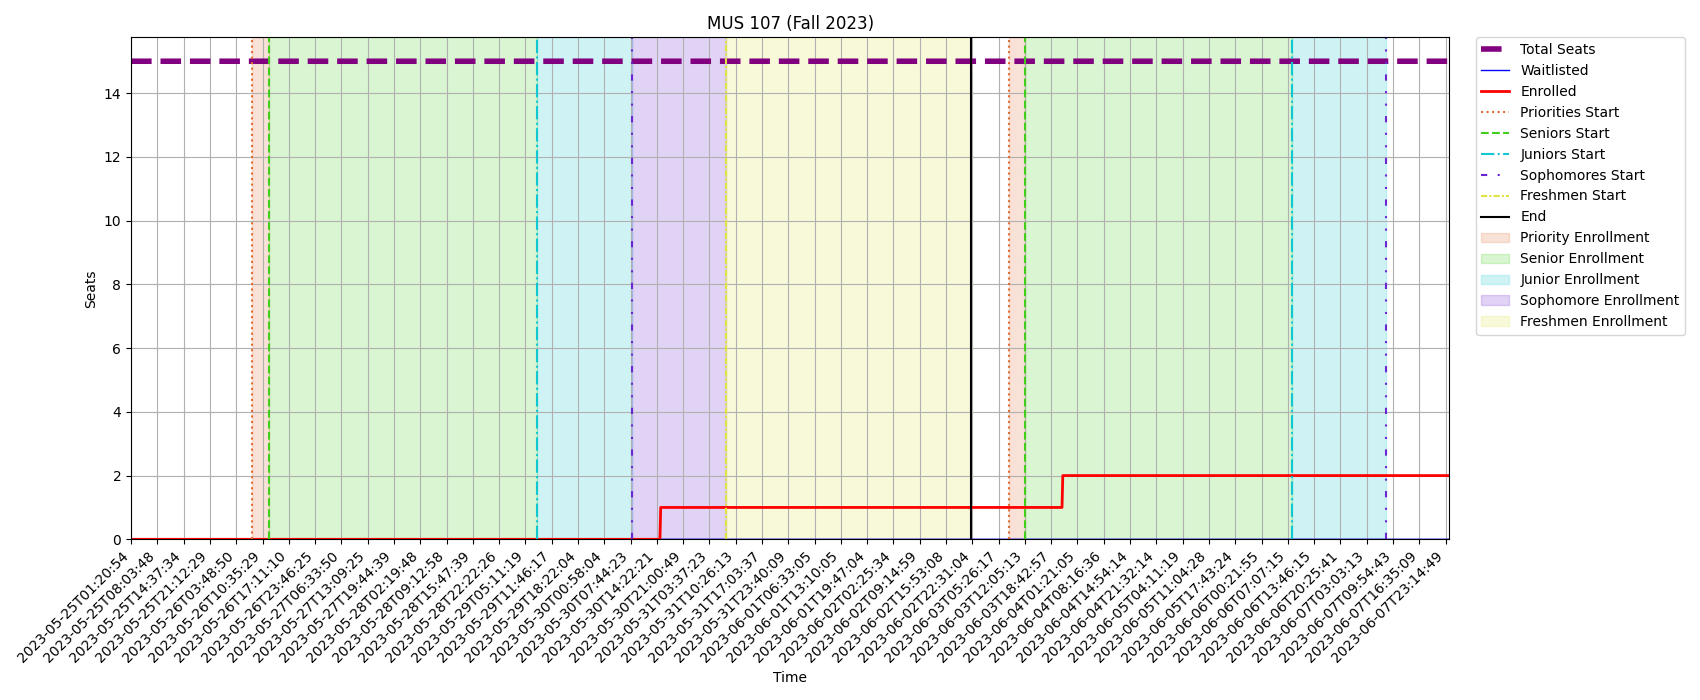 MUS 107 (Fall 2023)
Seats
14
12
10
8
6
4
2
0
2023-05-25T01:20:54
2023-05-25T08:03:48
2023-05-25T14:37:34
2023-05-25T21:12:29
2023-05-26T03:48:50
2023-05-26T10:35:29
2023-05-26T17:11:10
2023-05-26T23:46:25
2023-05-27T06:33:50
2023-05-27T13:09:25
2023-05-27T19:44:39
2023-05-28T02:19:48
2023-05-28T09:12:58
2023-05-28T15:47:39
2023-05-28T22:22:26
2023-05-29T05:11:19
2023-05-29T11:46:17
2023-05-29T18:22:04
2023-05-30T00:58:04
2023-05-30T07:44:23
2023-05-30T14:22:21
2023-05-30T21:00:49
2023-05-31T03:37:23
2023-05-31T10:26:13
2023-05-31T17:03:37
2023-05-31T23:40:09
2023-06-01T06:33:05
2023-06-01T13:10:05
2023-06-01T19:47:04
2023-06-02T02:25:34
2023-06-02T09:14:59
2023-06-02T15:53:08
2023-06-02T22:31:04
2023-06-03T05:26:17
2023-06-03T12:05:13
2023-06-03T18:42:57
2023-06-04T01:21:05
2023-06-04T08:16:36
2023-06-04T14:54:14
2023-06-04T21:32:14
2023-06-05T04:11:19
2023-06-05T11:04:28
2023-06-05T17:43:24
2023-06-06T00:21:55
2023-06-06T07:07:15
2023-06-06T13:46:15
2023-06-06T20:25:41
2023-06-07T03:03:13
2023-06-07T09:54:43
2023-06-07T16:35:09
2023-06-07T23:14:49
Time
Total Seats
Waitlisted
Enrolled
Priorities Start
Seniors Start
Juniors Start
Sophomores Start
Freshmen Start
End
Priority Enrollment
Senior Enrollment
Junior Enrollment
Sophomore Enrollment
Freshmen Enrollment